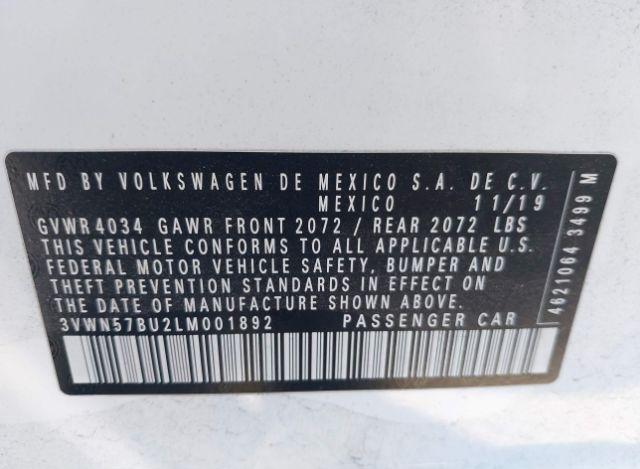 MFD BY VOLKSWAGEN DE MEXICO S.A. DE C.V.
MEXICO 11/19
GVWR 4034 GAWR FRONT 2072 / REAR 2072 LBS
THIS VEHICLE CONFORMS TO ALL APPLICABLE U.S.
FEDERAL MOTOR VEHICLE SAFETY, BUMPER AND
THEFT PREVENTION STANDARDS IN EFFECT ON
THE DATE OF MANUFACTURE SHOWN ABOVE.
3VWN57BU2LM001892 PASSENGER CAR
4621064 3499 M